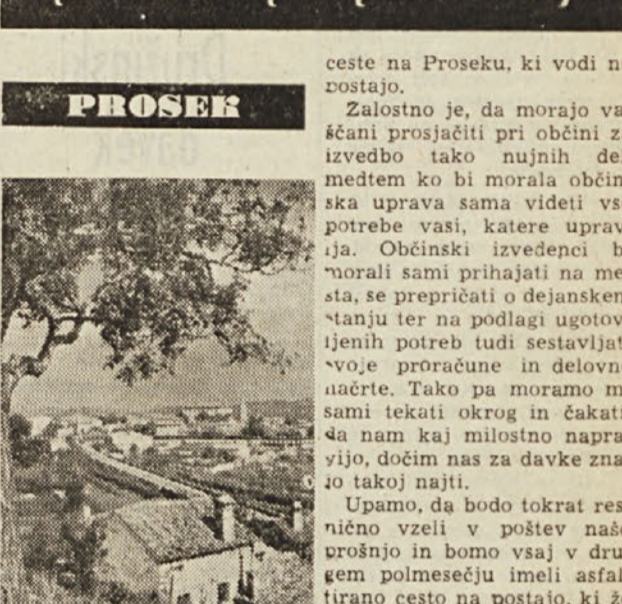 PROSEK
ceste na Proseku, ki vodi n
postajo.
Žalostno je, da morajo va
ščani prosjačiti pri občini z
izvedbo tako nujnih de
medtem ko bi morala občin
ska uprava sama videti vs
potrebe vasi, katere uprav
lja. Občinski izvedenci b
morali sami prihajati na me
sta, se prepričati o dejansken
stanju ter na podlagi ugotov
ljenih potreb tudi sestavljat
svoje proračune in delovn
načrte. Tako pa moramo m
sami tekati okrog in čakati
da nam kaj milostno napra
vijo, dočim nas za davke zna
jo takoj najti.
Upamo, da bodo tokrat res
nično vzeli v poštev naše
prošnjo in bomo vsaj v dru
gem polmesečju imeli asfal
tirano cesto na postajo, ki že